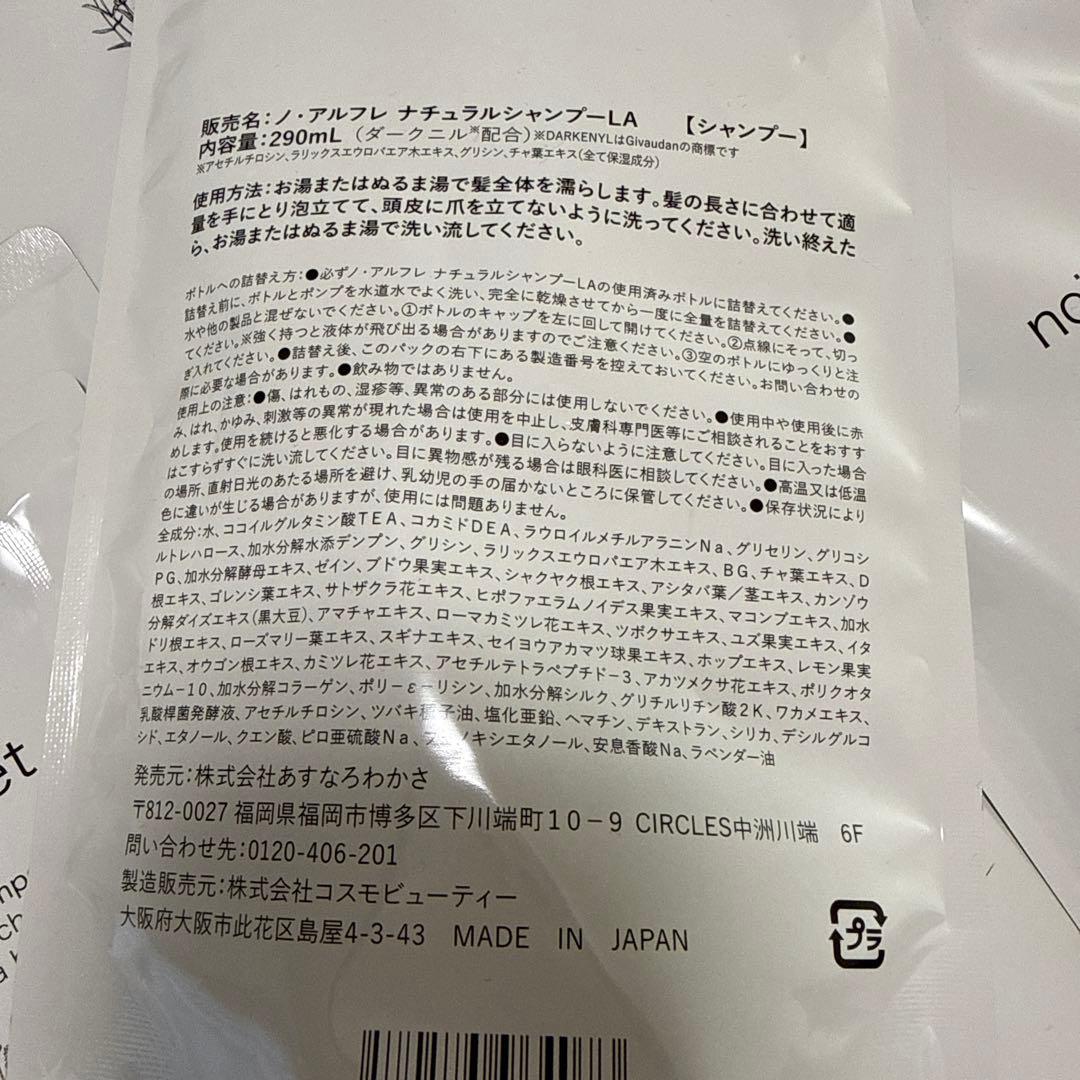 販売名：ノ・アルフレ ナチュラルシャンプーLA 【シャンプー】
内容量：290mL（ダークニル※配合）※DARKENYLはGivaudanの商標です
※アセチルチロシン、ラリックスエウロパエア木エキス、グリシン、チャ葉エキス（全て保湿成分）
使用方法：お湯またはぬるま湯で髪全体を濡らします。髪の長さに合わせて適
量を手にとり泡立てて、頭皮に爪を立てないように洗ってください。洗い終えた
ら、お湯またはぬるま湯で洗い流してください。
ボトルへの詰替え方：●必ずノ・アルフレ ナチュラルシャンプーLAの使用済みボトルに詰替えてください。●
詰替え前に、ボトルとポンプを水道水でよく洗い、完全に乾燥させてから一度に全量を詰替えてください。●
水や他の製品と混ぜないでください。①ボトルのキャップを左に回して開けてください。②点線にそって、切っ
てください。※強く持つと液体が飛び出る場合がありますのでご注意ください。③空のボトルにゆっくりと注
ぎ入れてください。●詰替え後、このパックの右下にある製造番号を控えておいてください。お問い合わせの
際に必要な場合があります。●飲み物ではありません。
使用上の注意：●傷、はれもの、湿疹等、異常のある部分には使用しないでください。●使用中や使用後に赤
み、はれ、かゆみ、刺激等の異常が現れた場合は使用を中止し、皮膚科専門医等にご相談されることをおすす
めします。使用を続けると悪化する場合があります。●目に入らないように注意してください。目に入った場合
はこすらずすぐに洗い流してください。目に異物感が残る場合は眼科医に相談してください。●高温又は低温
の場所、直射日光のあたる場所を避け、乳幼児の手の届かないところに保管してください。●保存状況により
色に違いが生じる場合がありますが、使用には問題ありません。
全成分：水、ココイルグルタミン酸TEA、コカミドDEA、ラウロイルメチルアラニンNa、グリセリン、グリコシ
ルトレハロース、加水分解水添デンプン、グリシン、ラリックスエウロパエア木エキス、BG、チャ葉エキス、D
PG、加水分解酵母エキス、ゼイン、ブドウ果実エキス、シャクヤク根エキス、アシタバ葉／茎エキス、カンゾウ
根エキス、ゴレンシ葉エキス、サトザクラ花エキス、ヒポファエラムノイデス果実エキス、マコンブエキス、加水
分解ダイズエキス（黒大豆）、アマチャエキス、ローマカミツレ花エキス、ツボクサエキス、ユズ果実エキス、イタ
ドリ根エキス、ローズマリー葉エキス、スギナエキス、セイヨウアカマツ球果エキス、ホップエキス、レモン果実
エキス、オウゴン根エキス、カミツレ花エキス、アセチルテトラペプチド－3、アカツメクサ花エキス、ポリクオタ
ニウム－10、加水分解コラーゲン、ポリ－ε－リシン、加水分解シルク、グリチルリチン酸2K、ワカメエキス、
乳酸桿菌発酵液、アセチルチロシン、ツバキ種子油、塩化亜鉛、ヘマチン、デキストラン、シリカ、デシルグルコ
シド、エタノール、クエン酸、ピロ亜硫酸Na、フェノキシエタノール、安息香酸Na、ラベンダー油
発売元：株式会社あすなろわかさ
〒812-0027 福岡県福岡市博多区下川端町10－9 CIRCLES中洲川端 6F
問い合わせ先：0120-406-201
製造販売元：株式会社コスモビューティー
大阪府大阪市此花区島屋4-3-43 MADE IN JAPAN
プラ